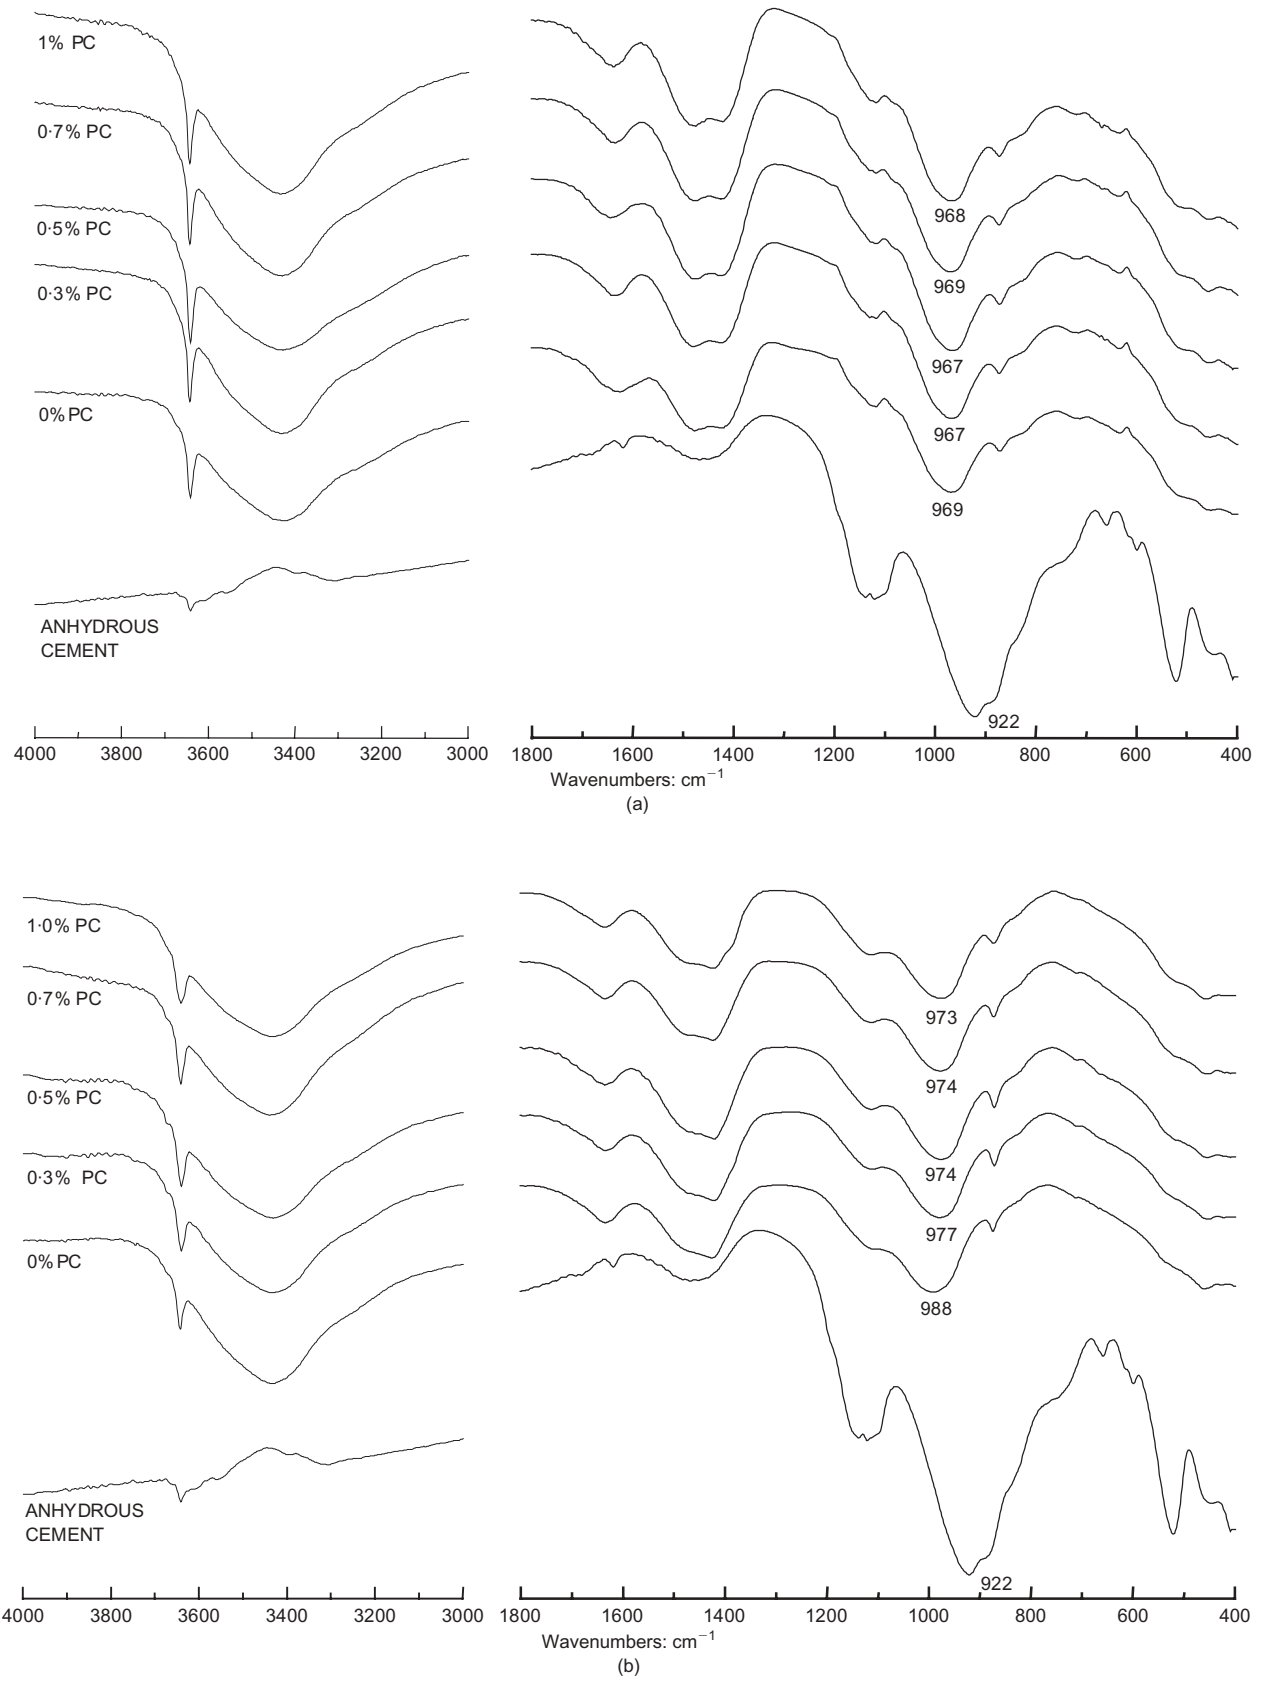 1% PC
0·7% PC
0·5% PC
0·3% PC
0% PC
968
969
967
967
969
ANHYDROUS
CEMENT
922
4000 3800 3600 3400 3200 3000 1800 1600 1400 1200 1000 800 600 400
Wavenumbers: cm−1
(a)
1·0% PC
0·7% PC
0·5% PC
0·3% PC
0% PC
973
974
974
977
988
ANHYDROUS
CEMENT
922
4000 3800 3600 3400 3200 3000 1800 1600 1400 1200 1000 800 600 400
Wavenumbers: cm−1
(b)